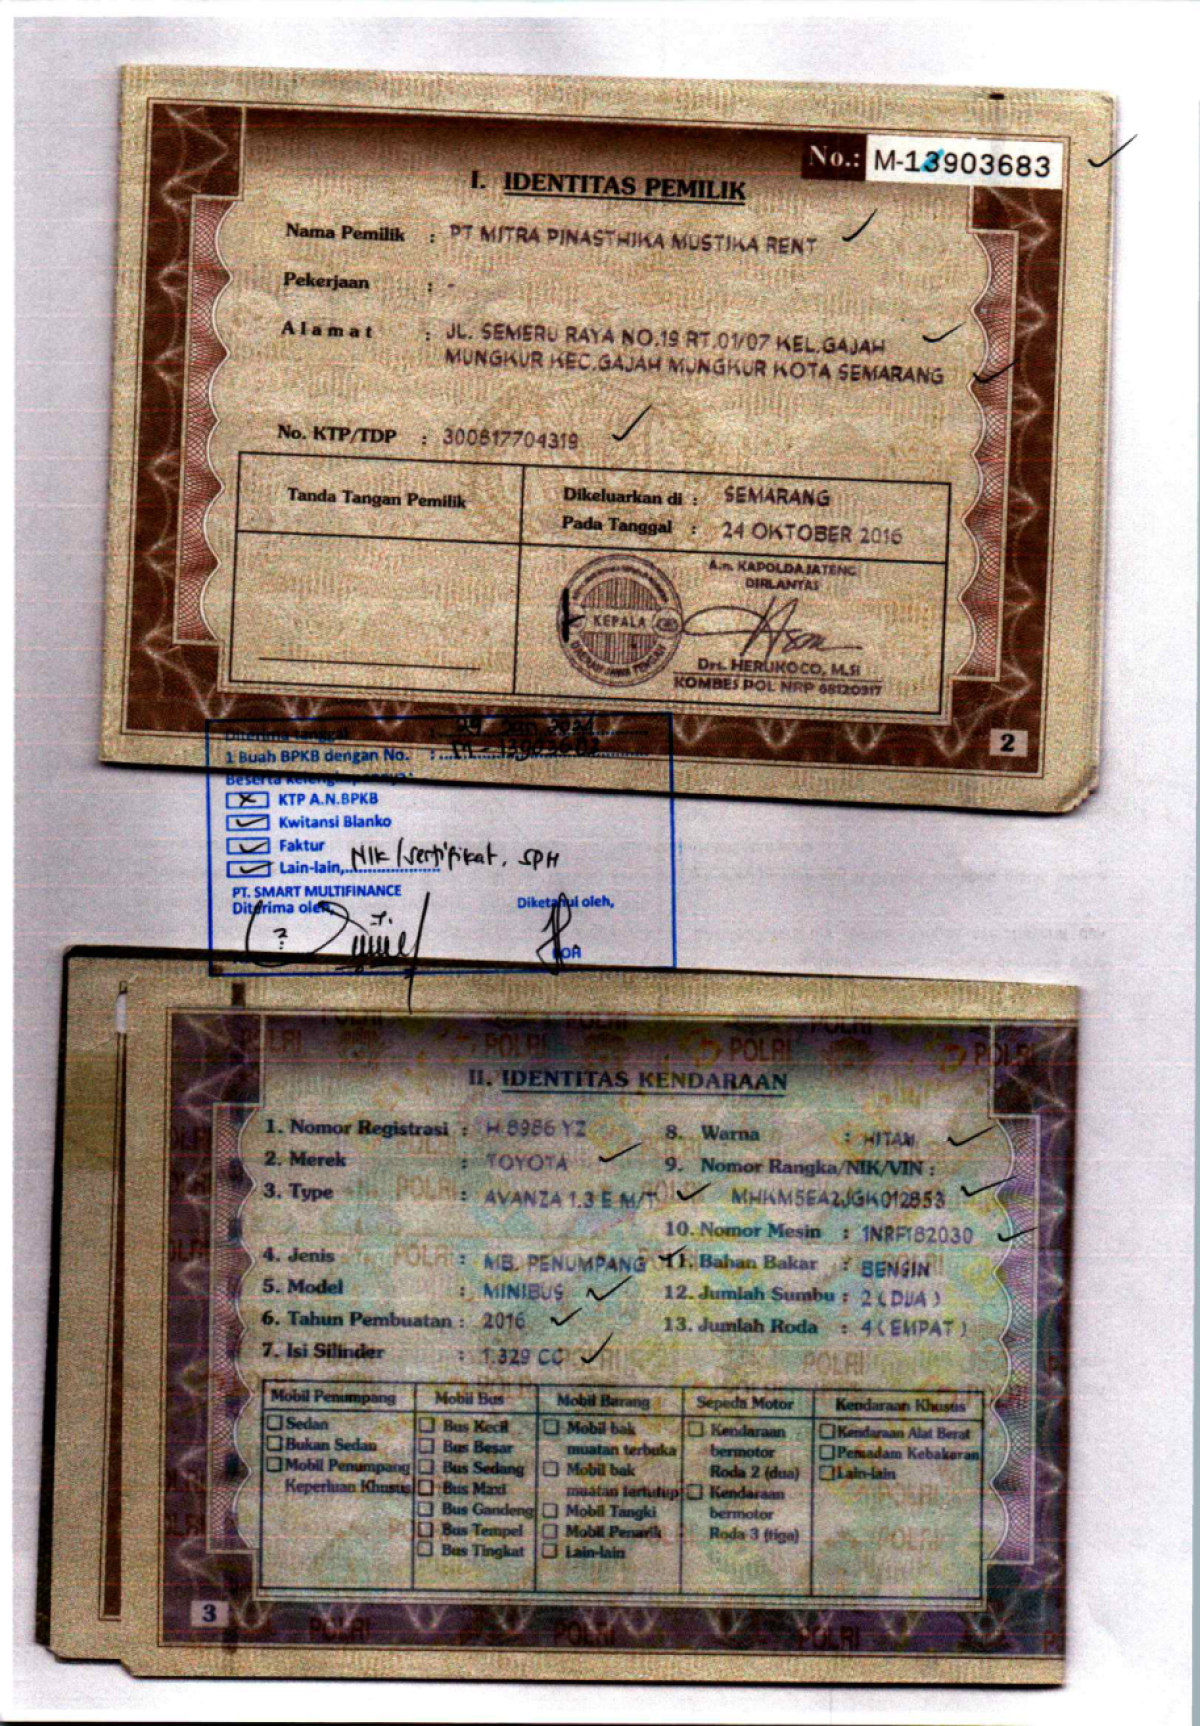 No.: M-13903683
I. IDENTITAS PEMILIK
Nama Pemilik : PT MITRA PINASTHIKA MUSTIKA RENT
Pekerjaan : -
Alamat : JL. SEMERU RAYA NO.19 RT.01/07 KEL.GAJAH
MUNGKUR KEC.GAJAH MUNGKUR KOTA SEMARANG
No. KTP/TDP : 300817704319
Tanda Tangan Pemilik
Dikeluarkan di : SEMARANG
Pada Tanggal : 24 OKTOBER 2016
A.n. KAPOLDA JATENG
DIRLANTAS
KEPALA
Drs. HERUKOCO, M.SI
KOMBES POL NRP 68120317
2
Diterima tanggal : 24 Jan 2024
1 Buah BPKB dengan No. : M - 13903683
Beserta kelengkapannya :
KTP A.N.BPKB
Kwitansi Blanko
Faktur
Lain-lain, NIK/Sertifikat, SPH
PT. SMART MULTIFINANCE
Diterima oleh,
Diketahui oleh,
II. IDENTITAS KENDARAAN
1. Nomor Registrasi : H 8986 YZ
2. Merek : TOYOTA
3. Type : AVANZA 1.3 E M/T
4. Jenis : MB. PENUMPANG
5. Model : MINIBUS
6. Tahun Pembuatan : 2016
7. Isi Silinder : 1.329 CC
8. Warna : HITAM
9. Nomor Rangka/NIK/VIN :
MHKM5EA2JGK012853
10. Nomor Mesin : 1NRF182030
11. Bahan Bakar : BENSIN
12. Jumlah Sumbu : 2 ( DUA )
13. Jumlah Roda : 4 ( EMPAT )
Mobil Penumpang
Sedan
Bukan Sedan
Mobil Penumpang
Keperluan Khusus
Mobil Bus
Bus Kecil
Bus Besar
Bus Sedang
Bus Maxi
Bus Gandeng
Bus Tempel
Bus Tingkat
Mobil Barang
Mobil bak
muatan terbuka
Mobil bak
muatan tertutup
Mobil Tangki
Mobil Penarik
Lain-lain
Sepeda Motor
Kendaraan
bermotor
Roda 2 (dua)
Kendaraan
bermotor
Roda 3 (tiga)
Kendaraan Khusus
Kendaraan Alat Berat
Pemadam Kebakaran
Lain-lain
3